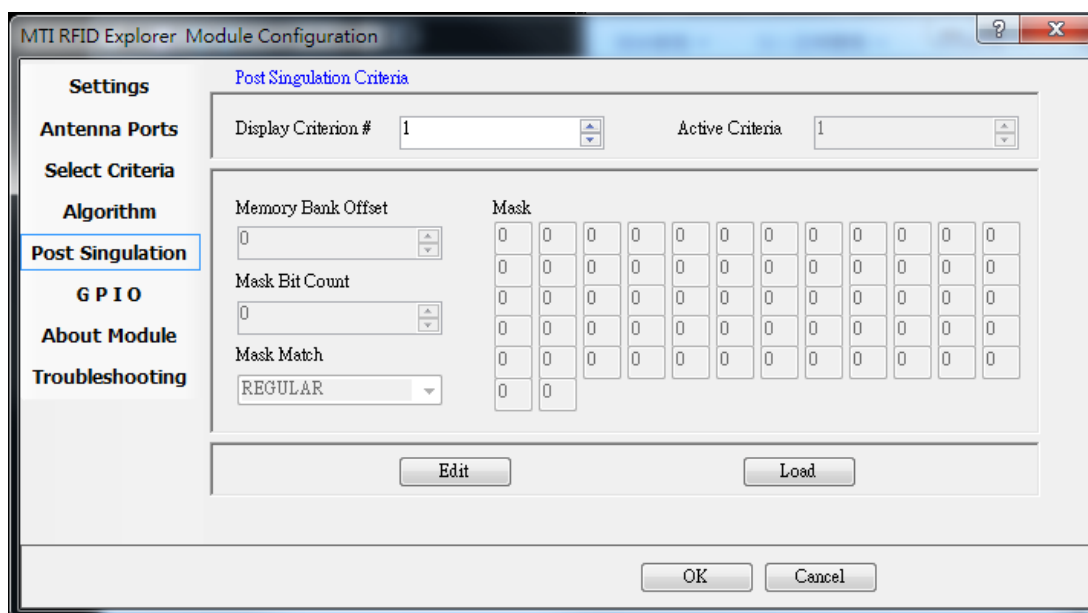 MTI RFID Explorer Module Configuration ? X
Settings
Antenna Ports
Select Criteria
Algorithm
Post Singulation
G P I O
About Module
Troubleshooting
Post Singulation Criteria
Display Criterion # 1 Active Criteria 1
Memory Bank Offset
0
Mask Bit Count
0
Mask Match
REGULAR
Mask
0 0 0 0 0 0 0 0 0 0 0 0
0 0 0 0 0 0 0 0 0 0 0 0
0 0 0 0 0 0 0 0 0 0 0 0
0 0 0 0 0 0 0 0 0 0 0 0
0 0 0 0 0 0 0 0 0 0 0 0
0 0
Edit Load
OK Cancel